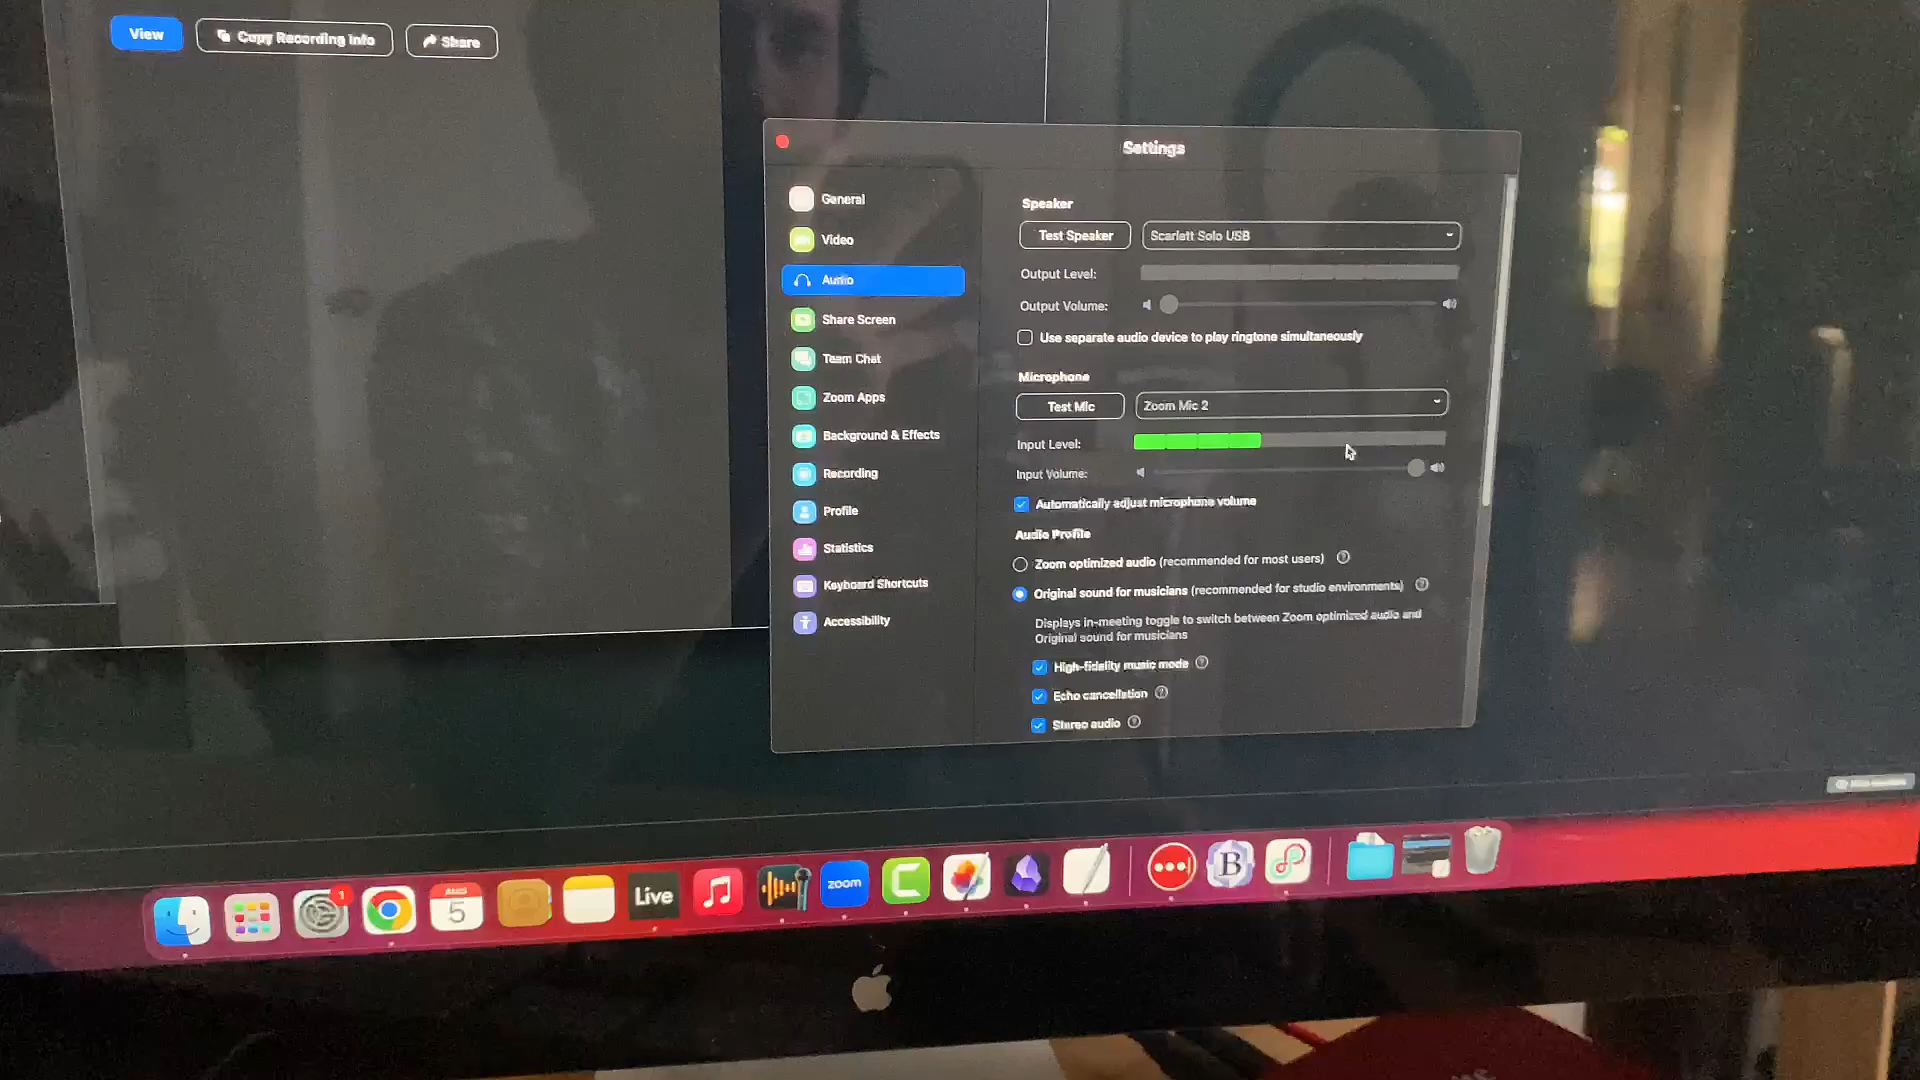 View
Copy Recording Info
Share
Settings
General
Video
Audio
Share Screen
Team Chat
Zoom Apps
Background & Effects
Recording
Profile
Statistics
Keyboard Shortcuts
Accessibility
Speaker
Test Speaker
Scarlett Solo USB
Output Level:
Output Volume:
Use separate audio device to play ringtone simultaneously
Microphone
Test Mic
Zoom Mic 2
Input Level:
Input Volume:
Automatically adjust microphone volume
Audio Profile
Zoom optimized audio (recommended for most users)
Original sound for musicians (recommended for studio environments)
Displays in-meeting toggle to switch between Zoom optimized audio and
Original sound for musicians
High-fidelity music mode
Echo cancellation
Stereo audio
1
5
Live
zoom
B